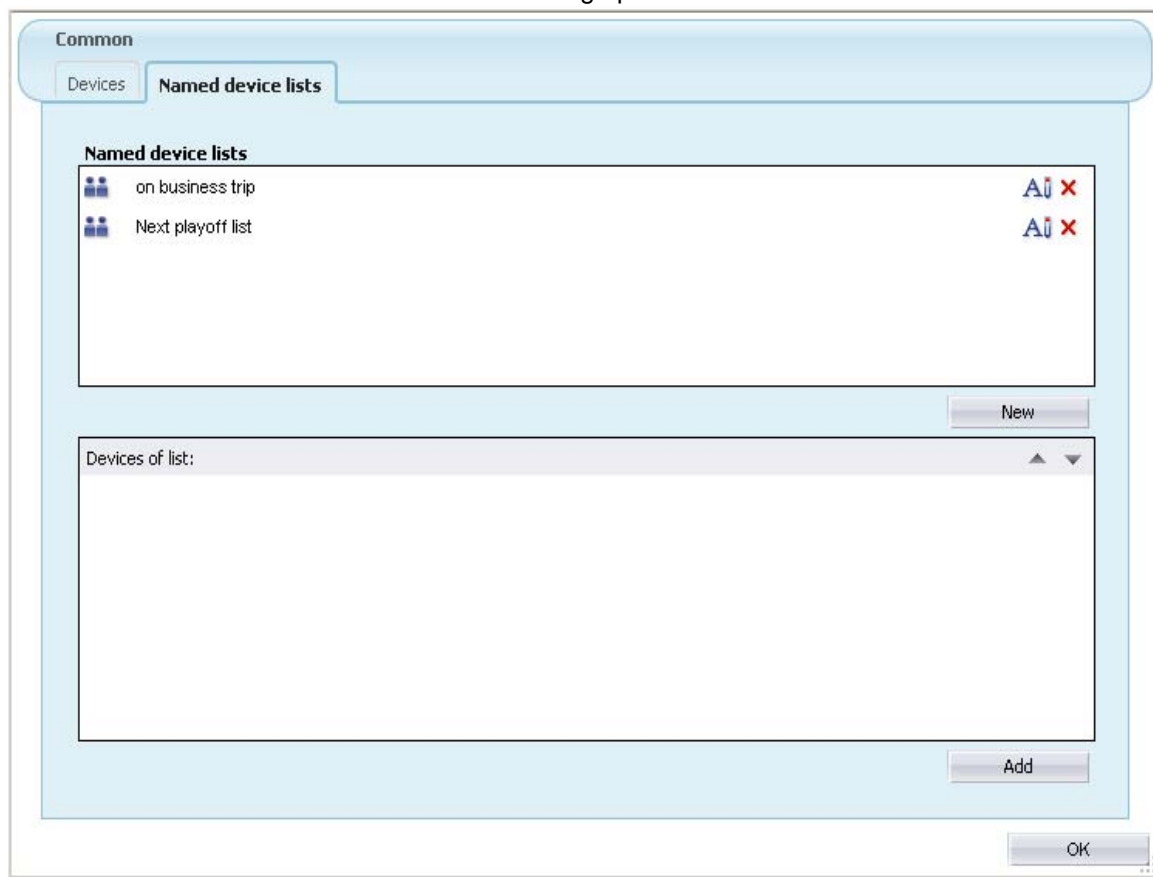 Common
Devices
Named device lists
Named device lists
on business trip
Next playoff list
New
Devices of list:
Add
OK